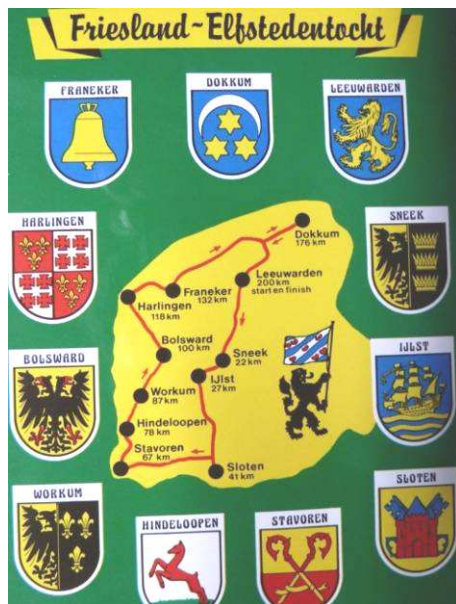 Friesland-Elfstedentocht
FRANEKER
DOKKUM
LEEUWARDEN
HARLINGEN
SNEEK
Dokkum
176 km
Leeuwarden
200 km
start en finish
Franeker
132 km
Harlingen
118 km
Bolsward
100 km
Sneek
22 km
IJlst
27 km
Workum
87 km
Hindeloopen
78 km
Stavoren
67 km
Sloten
41 km
BOLSWARD
IJLST
WORKUM
HINDELOOPEN
STAVOREN
SLOTEN